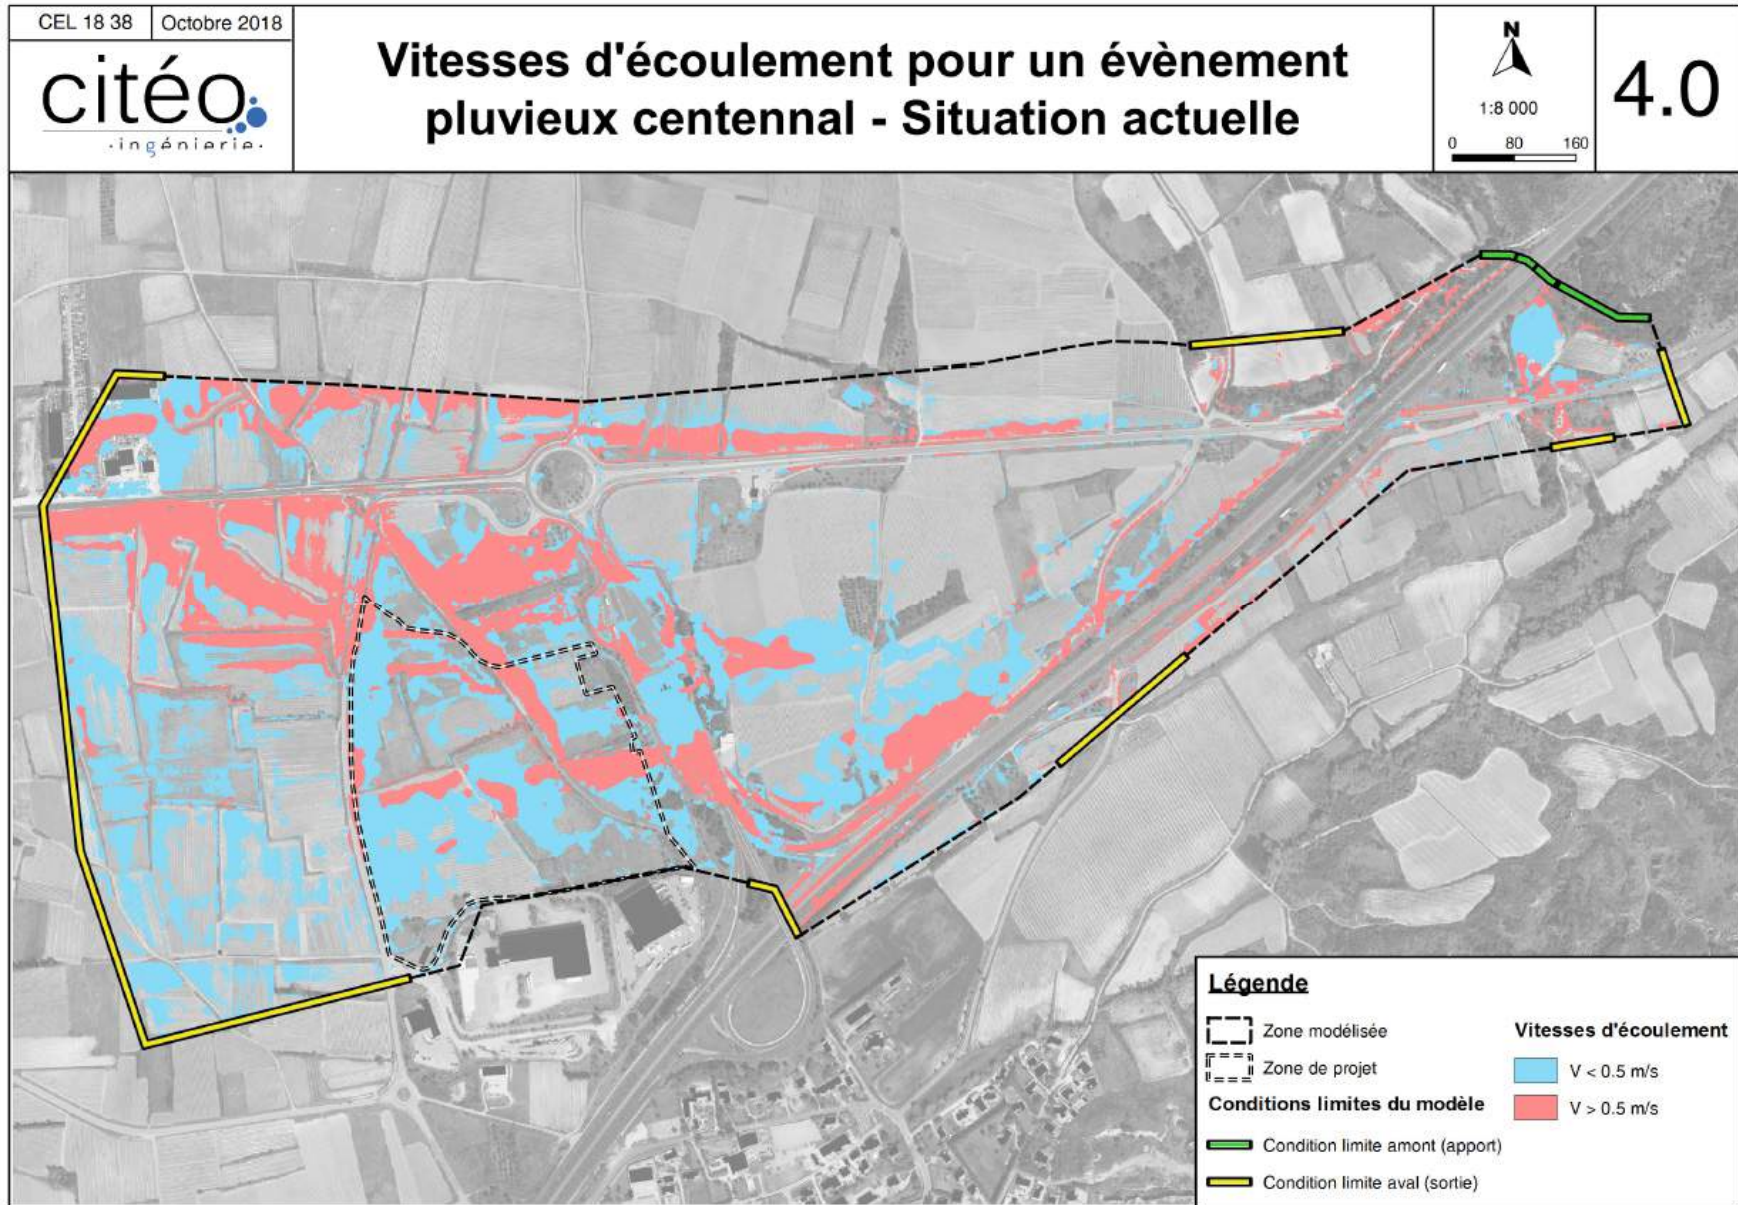 CEL 18 38
Octobre 2018
citéo
·ingénierie·
Vitesses d'écoulement pour un évènement
pluvieux centennal - Situation actuelle
N
1:8 000
0 80 160
4.0
Légende
Zone modélisée
Zone de projet
Conditions limites du modèle
Condition limite amont (apport)
Condition limite aval (sortie)
Vitesses d'écoulement
V < 0.5 m/s
V > 0.5 m/s